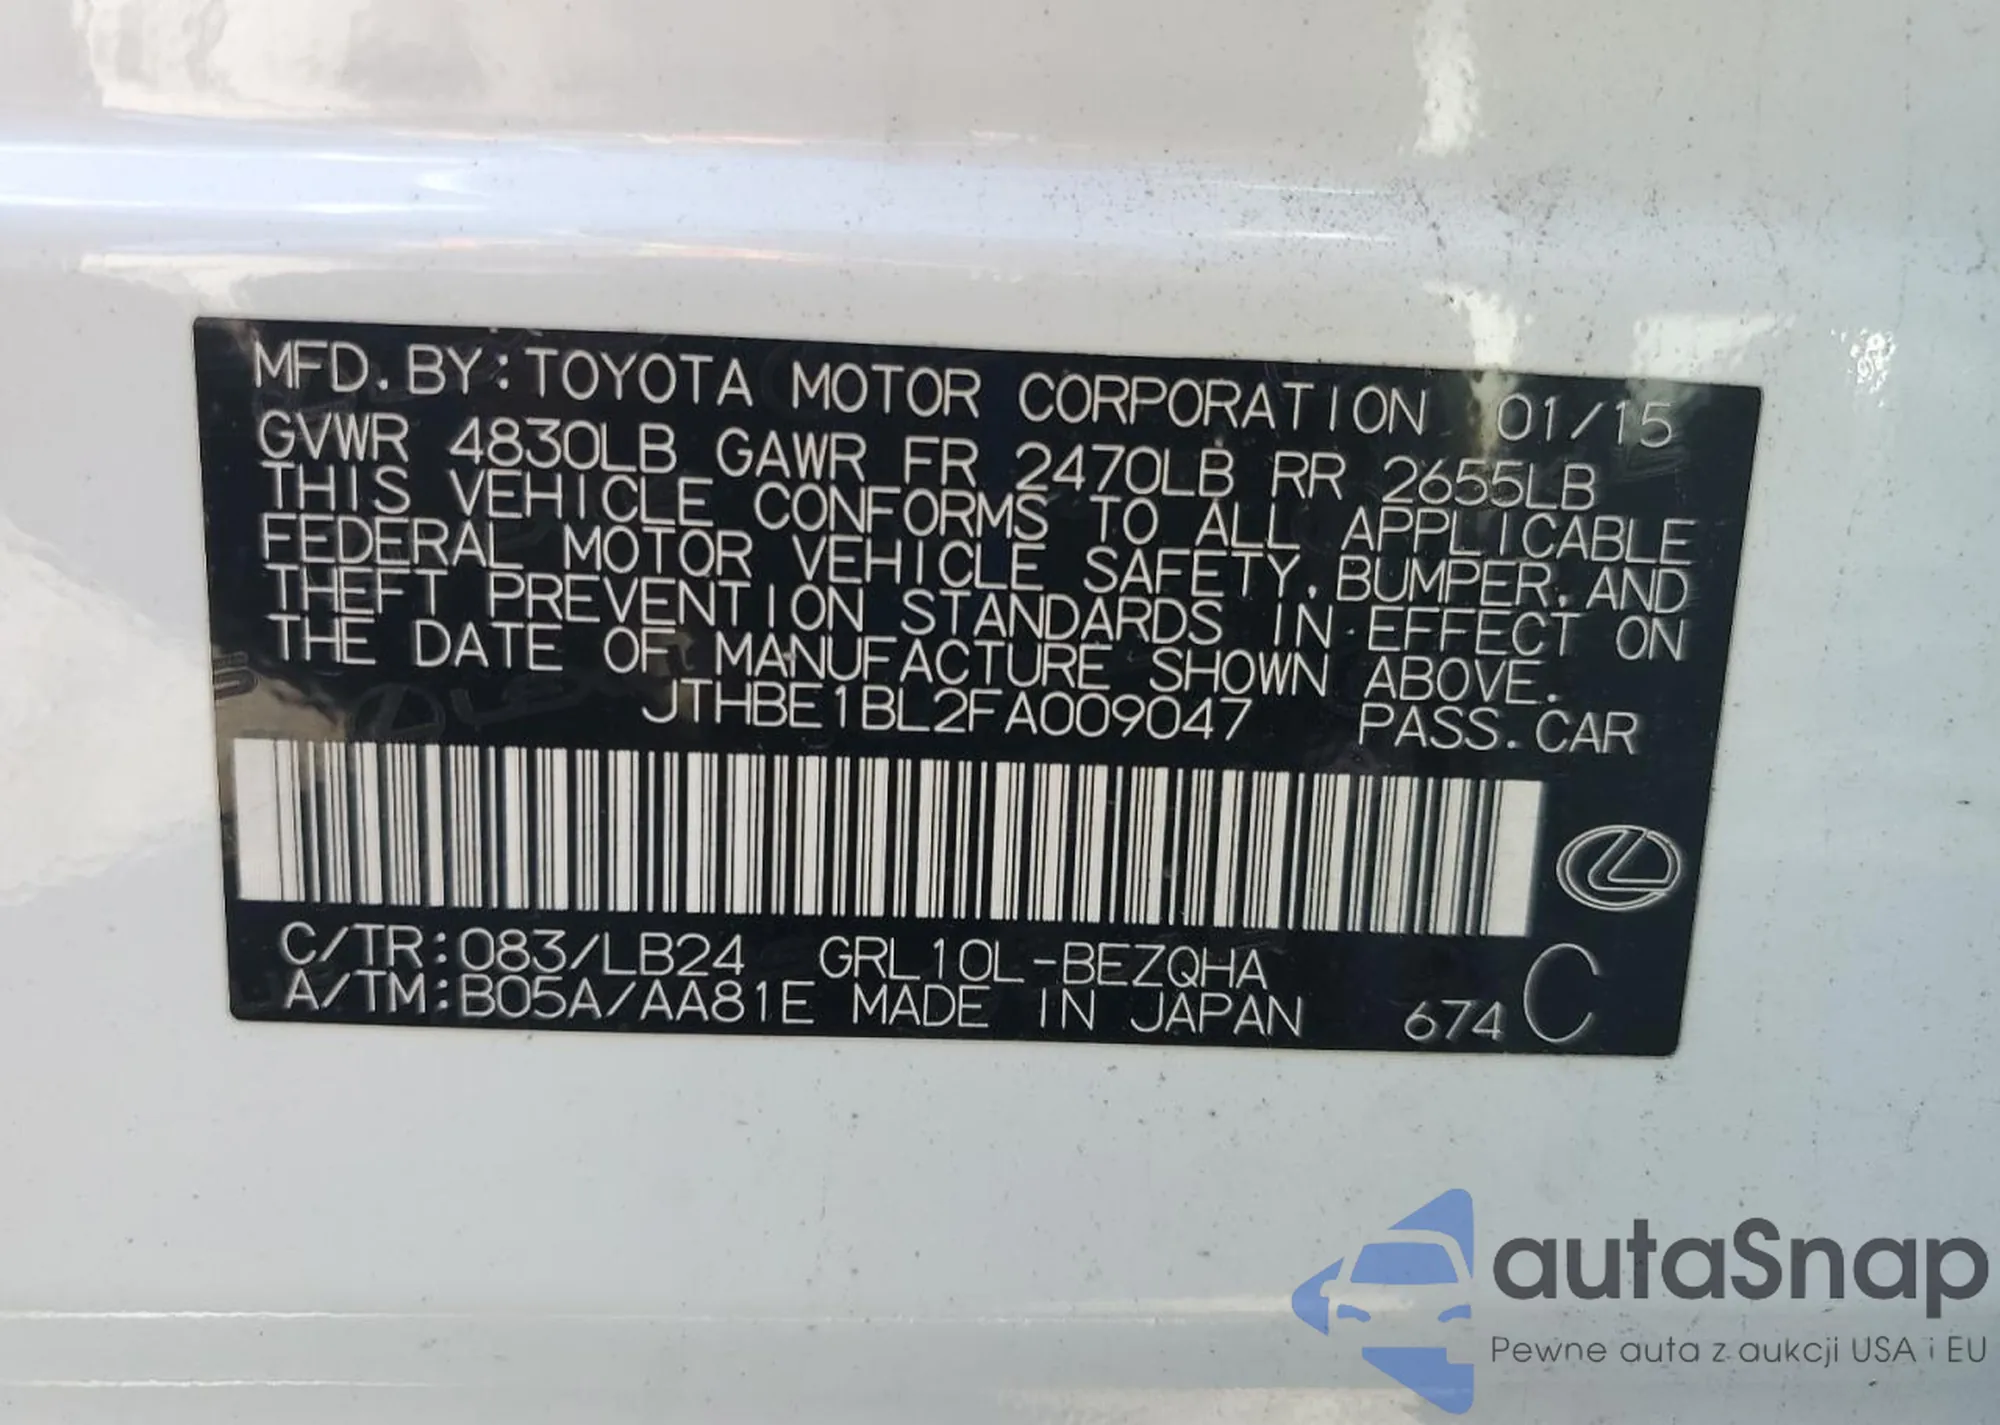 MFD. BY: TOYOTA MOTOR CORPORATION 01/15
GVWR 4830LB GAWR FR 2470LB RR 2655LB
THIS VEHICLE CONFORMS TO ALL APPLICABLE
FEDERAL MOTOR VEHICLE SAFETY, BUMPER, AND
THEFT PREVENTION STANDARDS IN EFFECT ON
THE DATE OF MANUFACTURE SHOWN ABOVE.
JTHBE1BL2FA009047 PASS. CAR
C/TR: 083/LB24 GRL10L-BEZQHA
A/TM: B05A/AA81E MADE IN JAPAN 674 C
autaSnap
Pewne auta z aukcji USA i EU